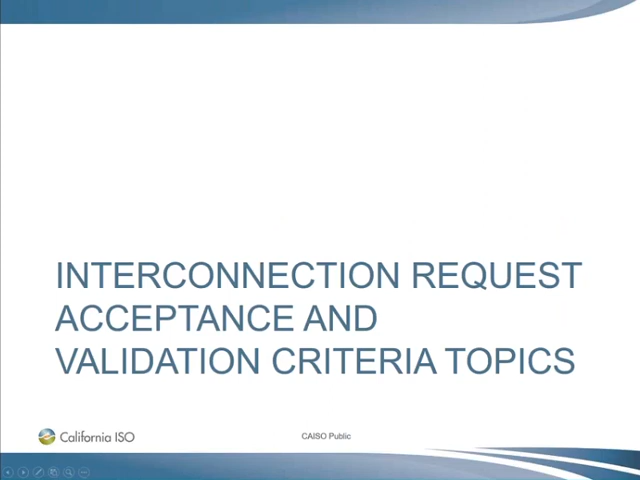 INTERCONNECTION REQUEST
ACCEPTANCE AND
VALIDATION CRITERIA TOPICS
California ISO
CAISO Public